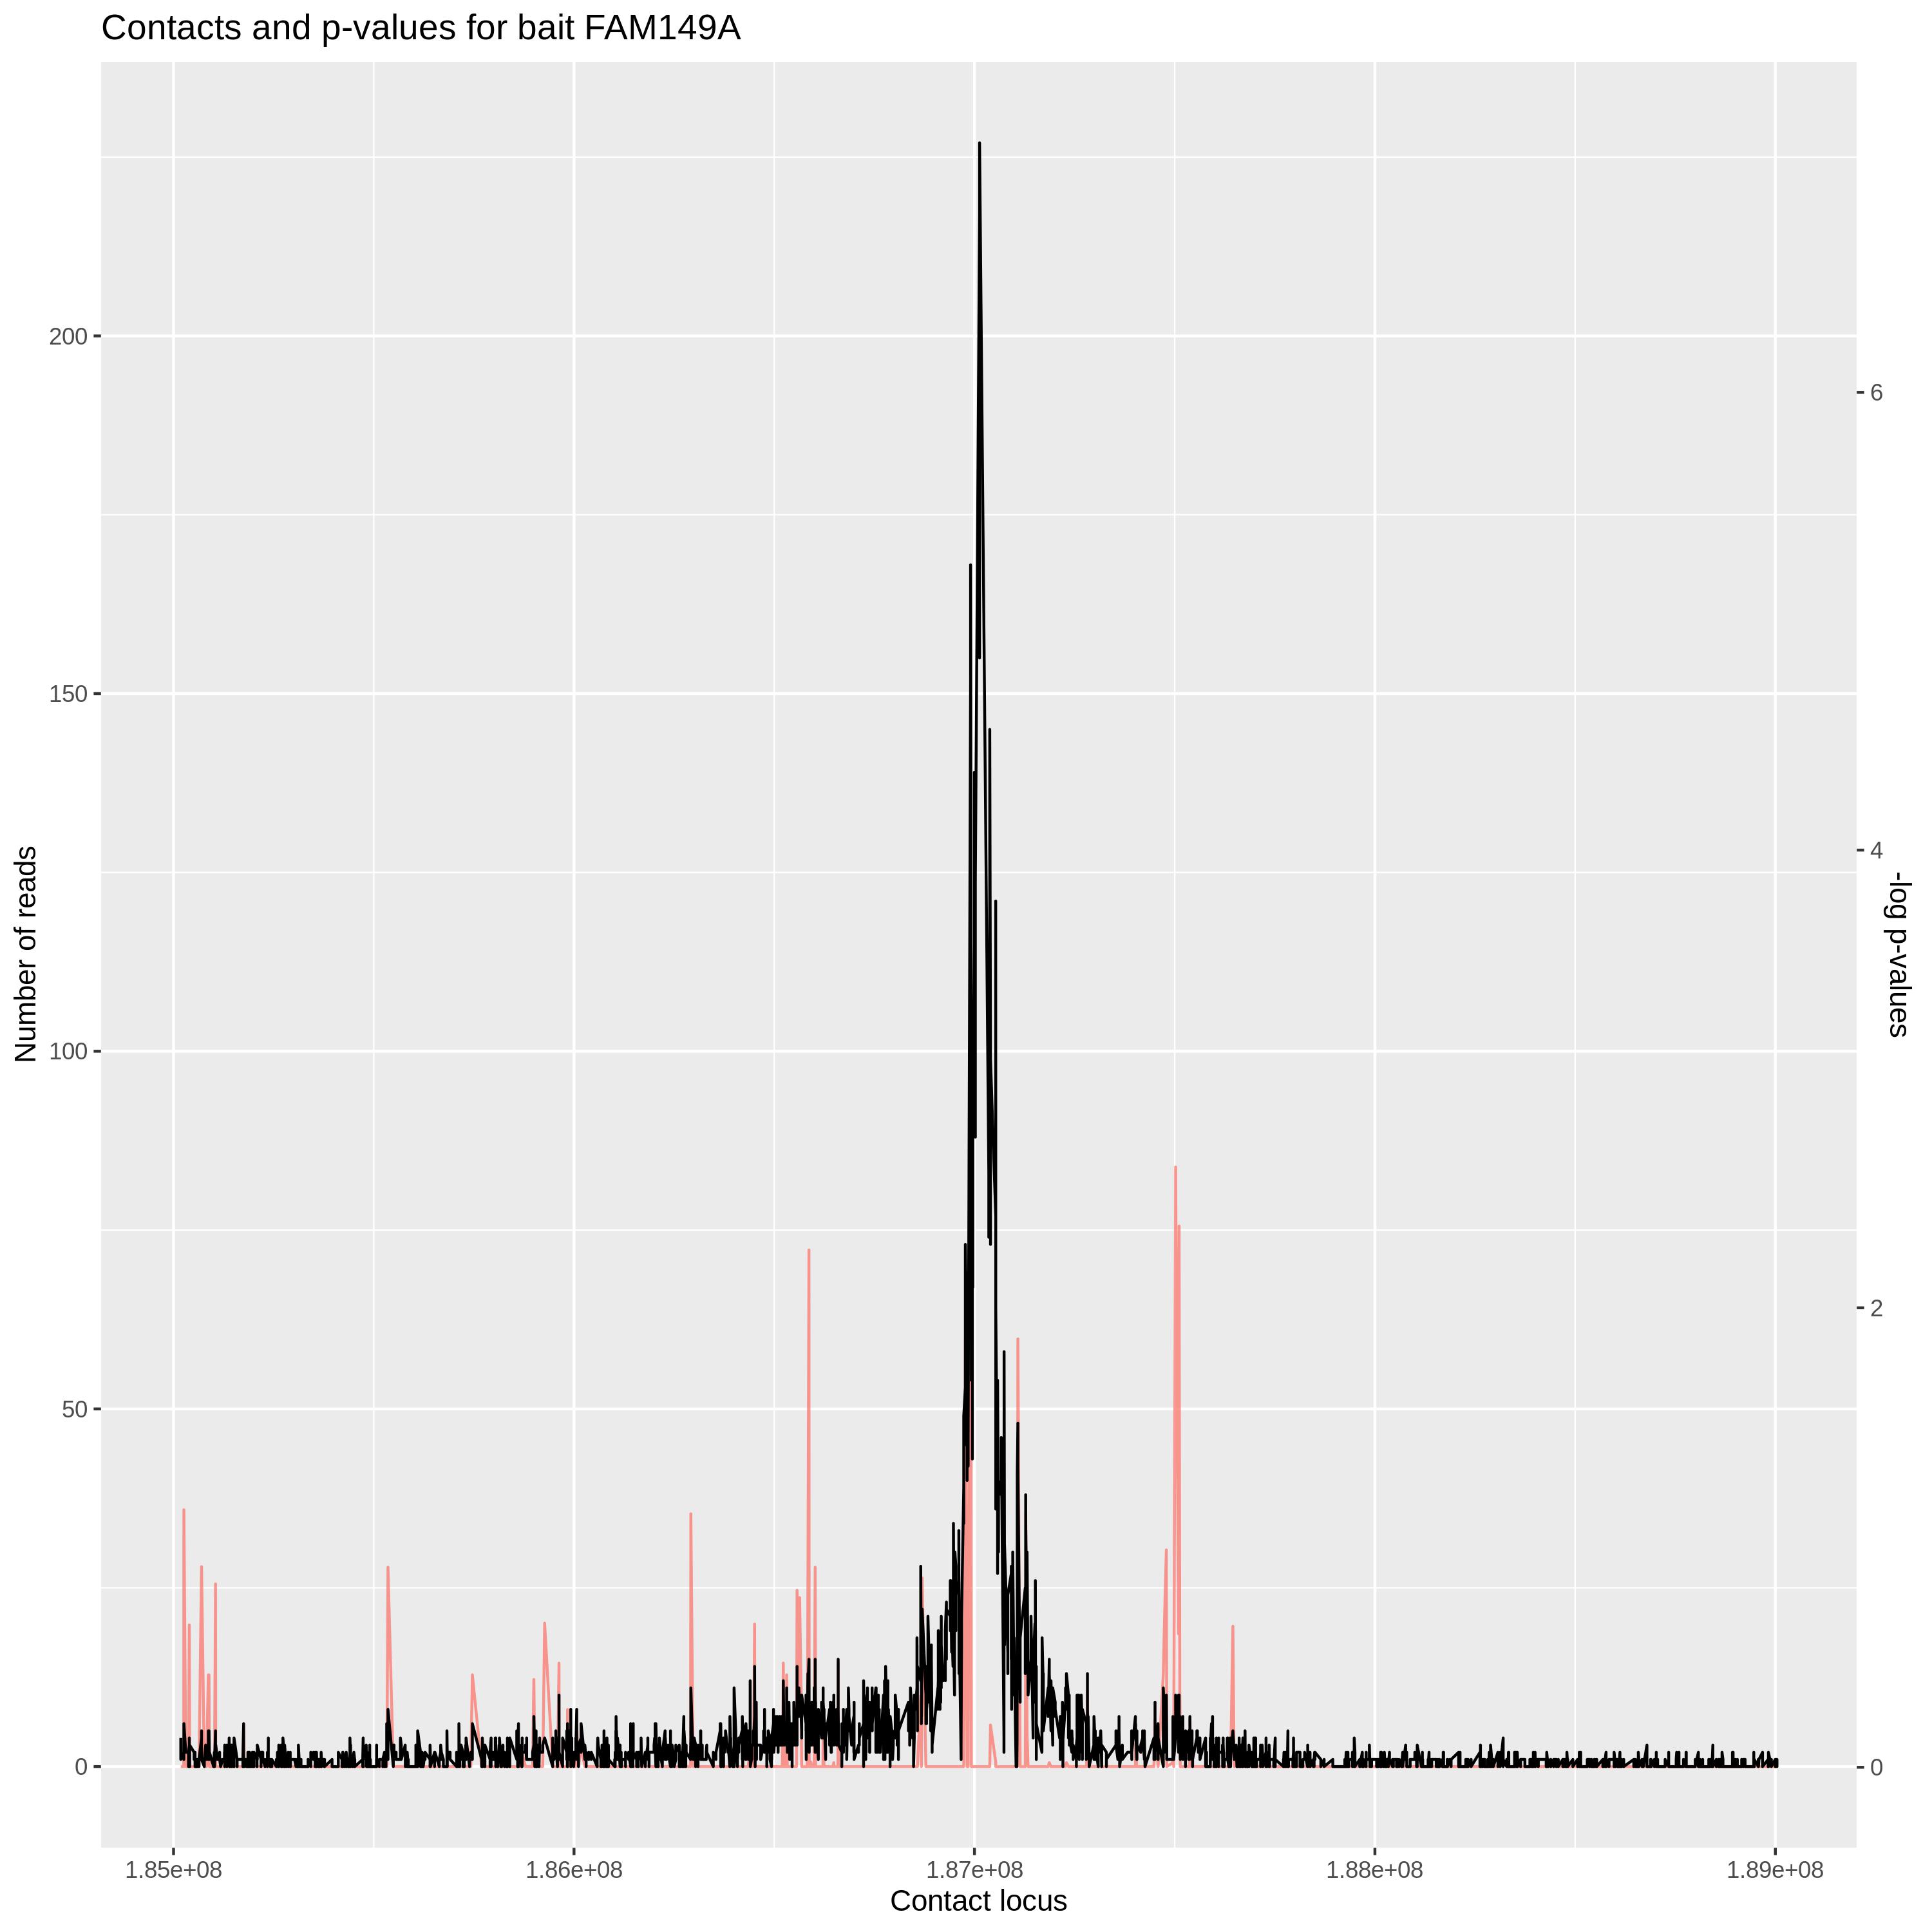 Contacts and p-values for bait FAM149A
Number of reads
200
150
100
50
0
6
4
2
0
-log p-values
1.85e+08 1.86e+08 1.87e+08 1.88e+08 1.89e+08
Contact locus